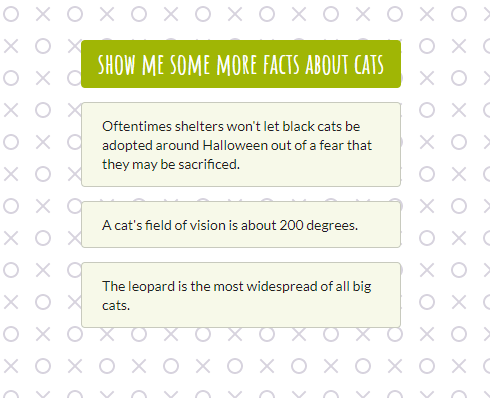 SHOW ME SOME MORE FACTS ABOUT CATS
Oftentimes shelters won't let black cats be
adopted around Halloween out of a fear that
they may be sacrificed.
A cat's field of vision is about 200 degrees.
The leopard is the most widespread of all big
cats.